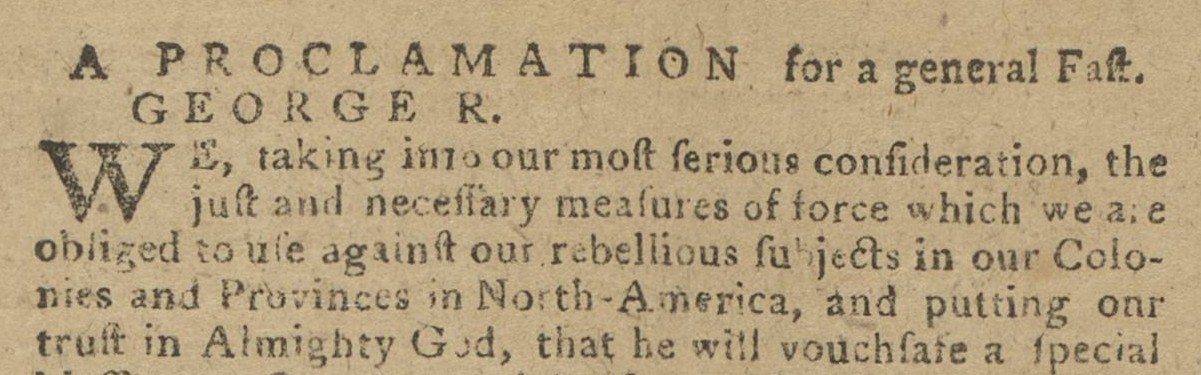 A PROCLAMATION for a general Faſt.
GEORGE R.
WE, taking into our moſt ſerious conſideration, the
juſt and neceſſary meaſures of force which we are
obliged to uſe againſt our rebellious ſubjects in our Colo-
nies and Provinces in North-America, and putting onr
truſt in Almighty God, that he will vouchſafe a ſpecial